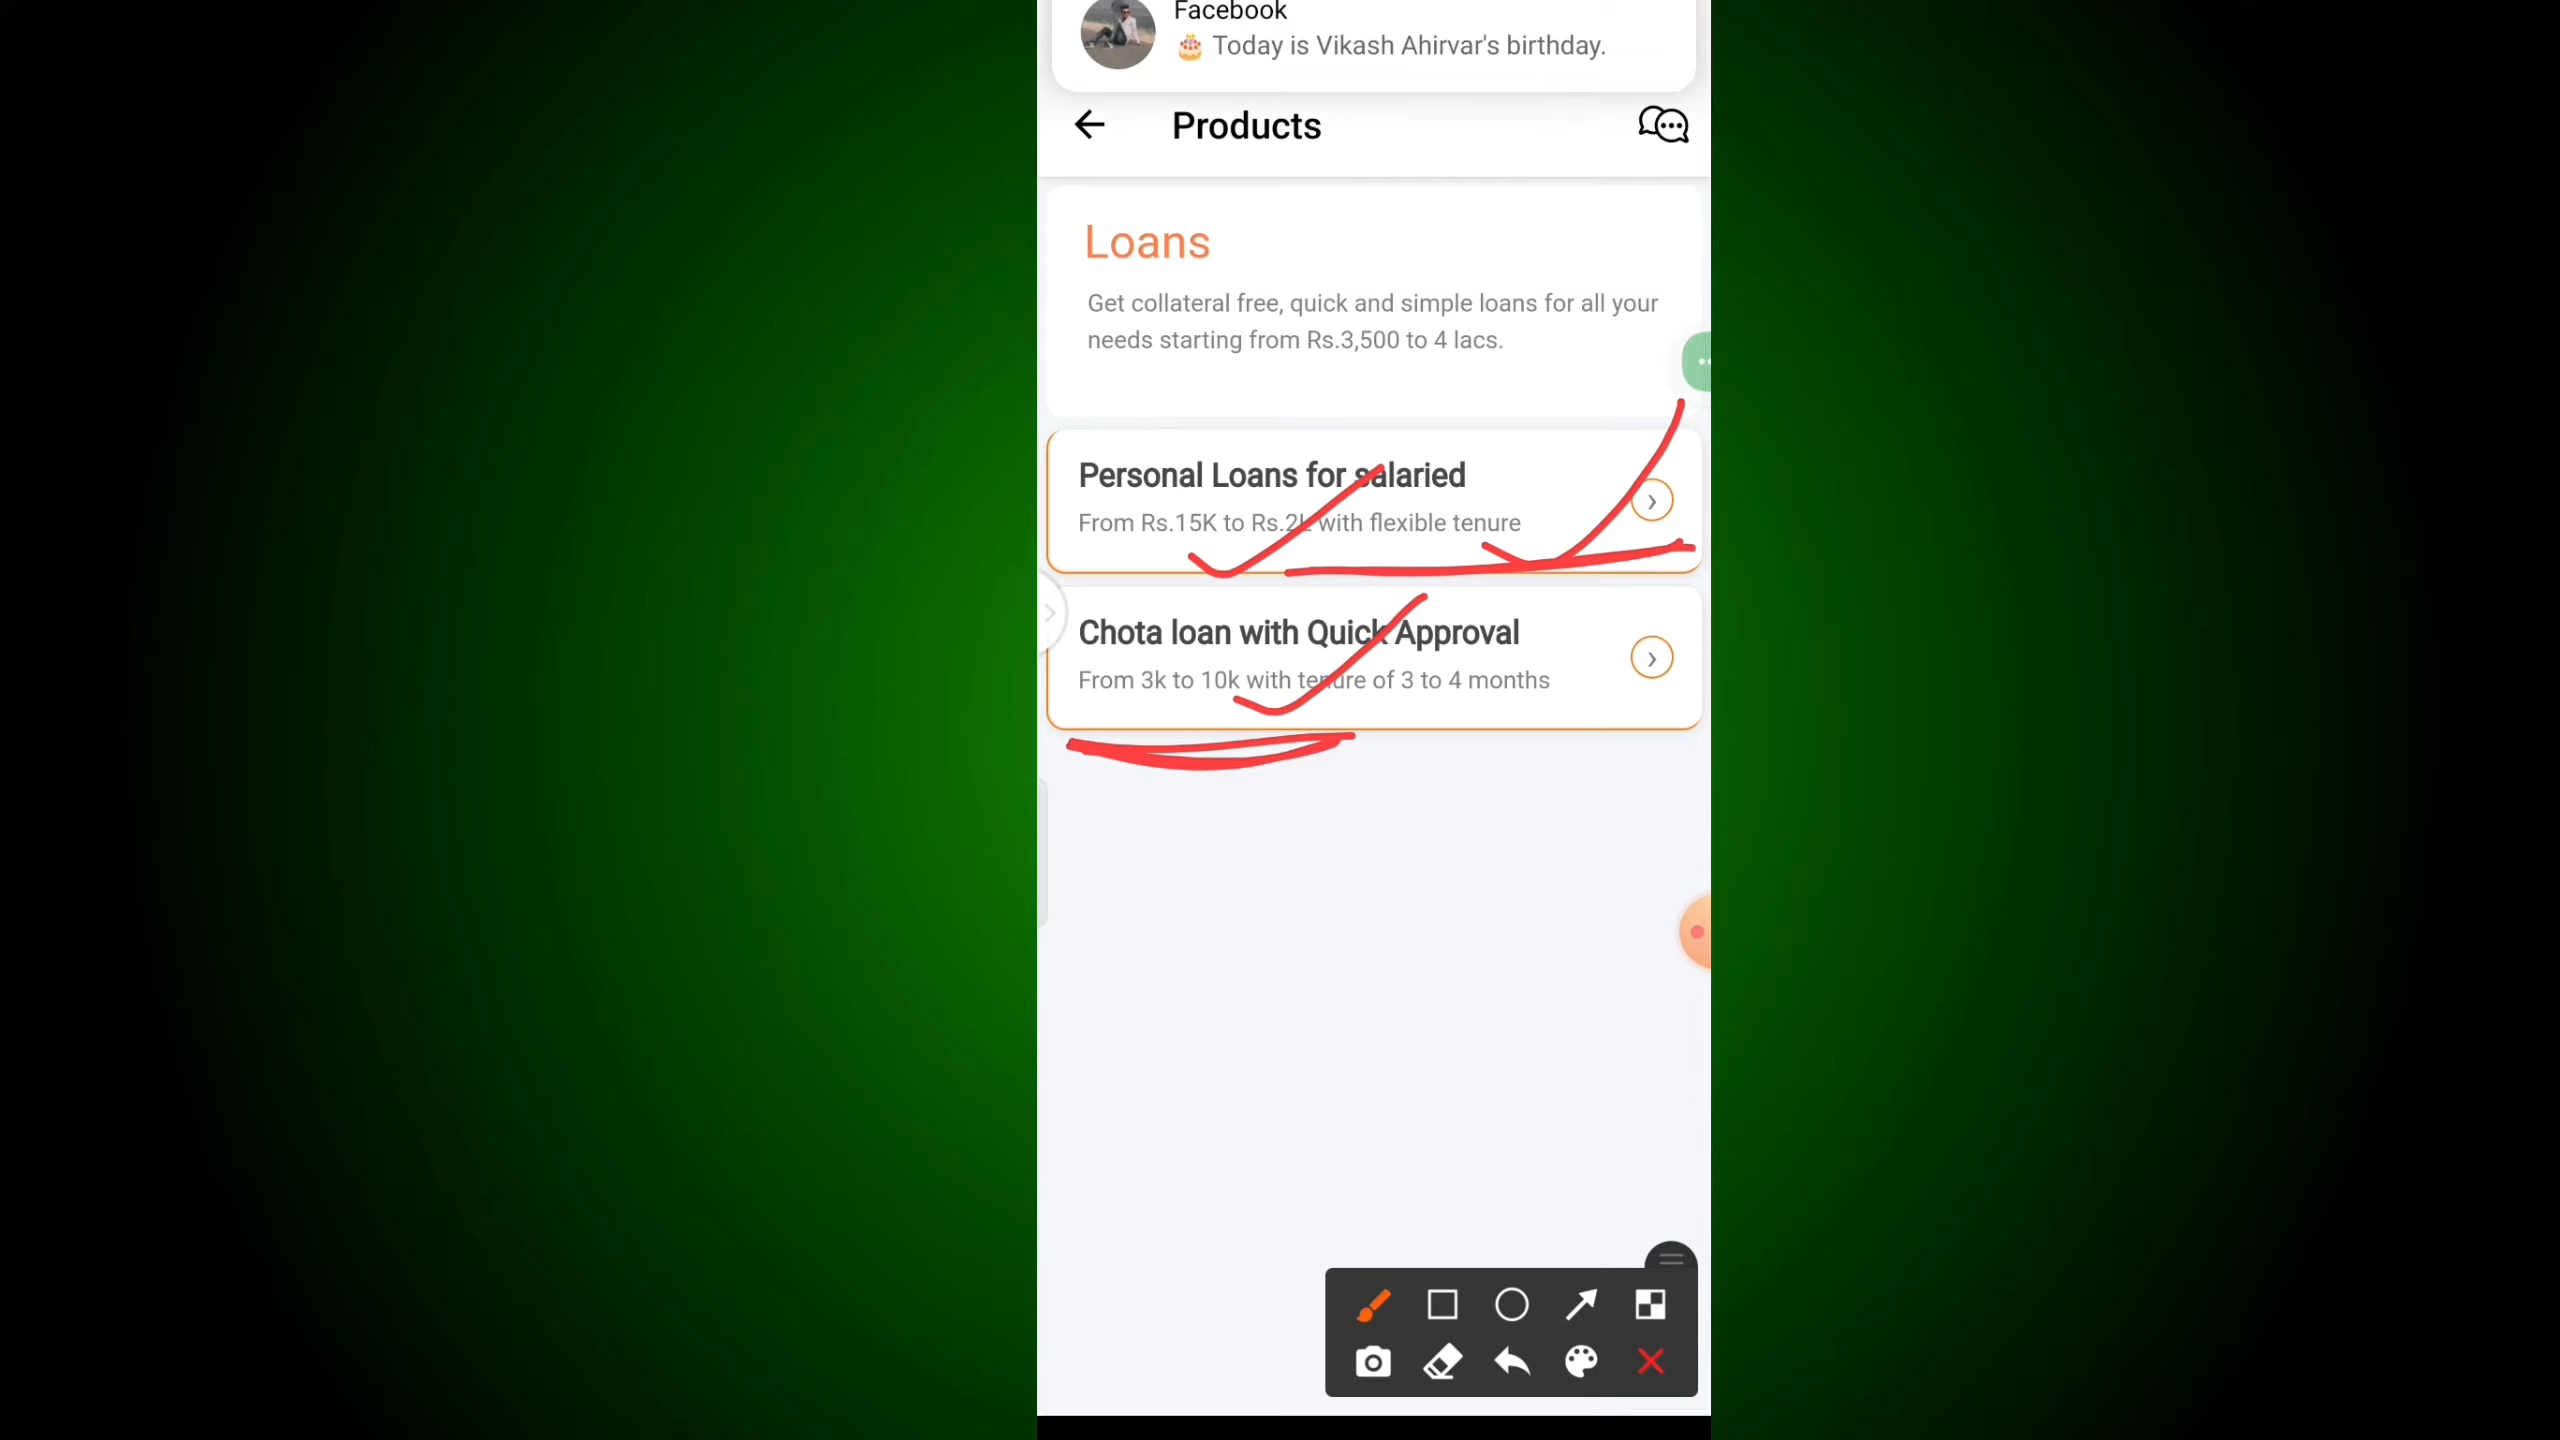 Facebook
🎂 Today is Vikash Ahirvar's birthday.
Products
Loans
Get collateral free, quick and simple loans for all your
needs starting from Rs.3,500 to 4 lacs.
Personal Loans for salaried
From Rs.15K to Rs.2L with flexible tenure
Chota loan with Quick Approval
From 3k to 10k with tenure of 3 to 4 months